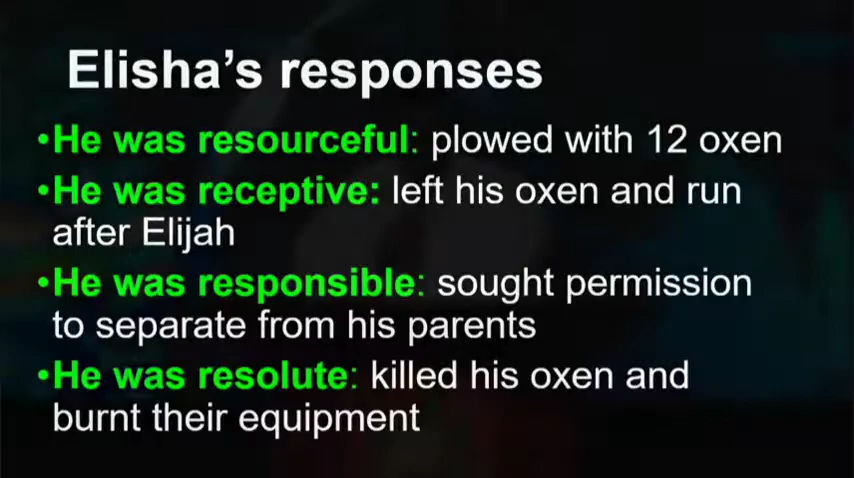 Elisha’s responses
•He was resourceful: plowed with 12 oxen
•He was receptive: left his oxen and run
after Elijah
•He was responsible: sought permission
to separate from his parents
•He was resolute: killed his oxen and
burnt their equipment